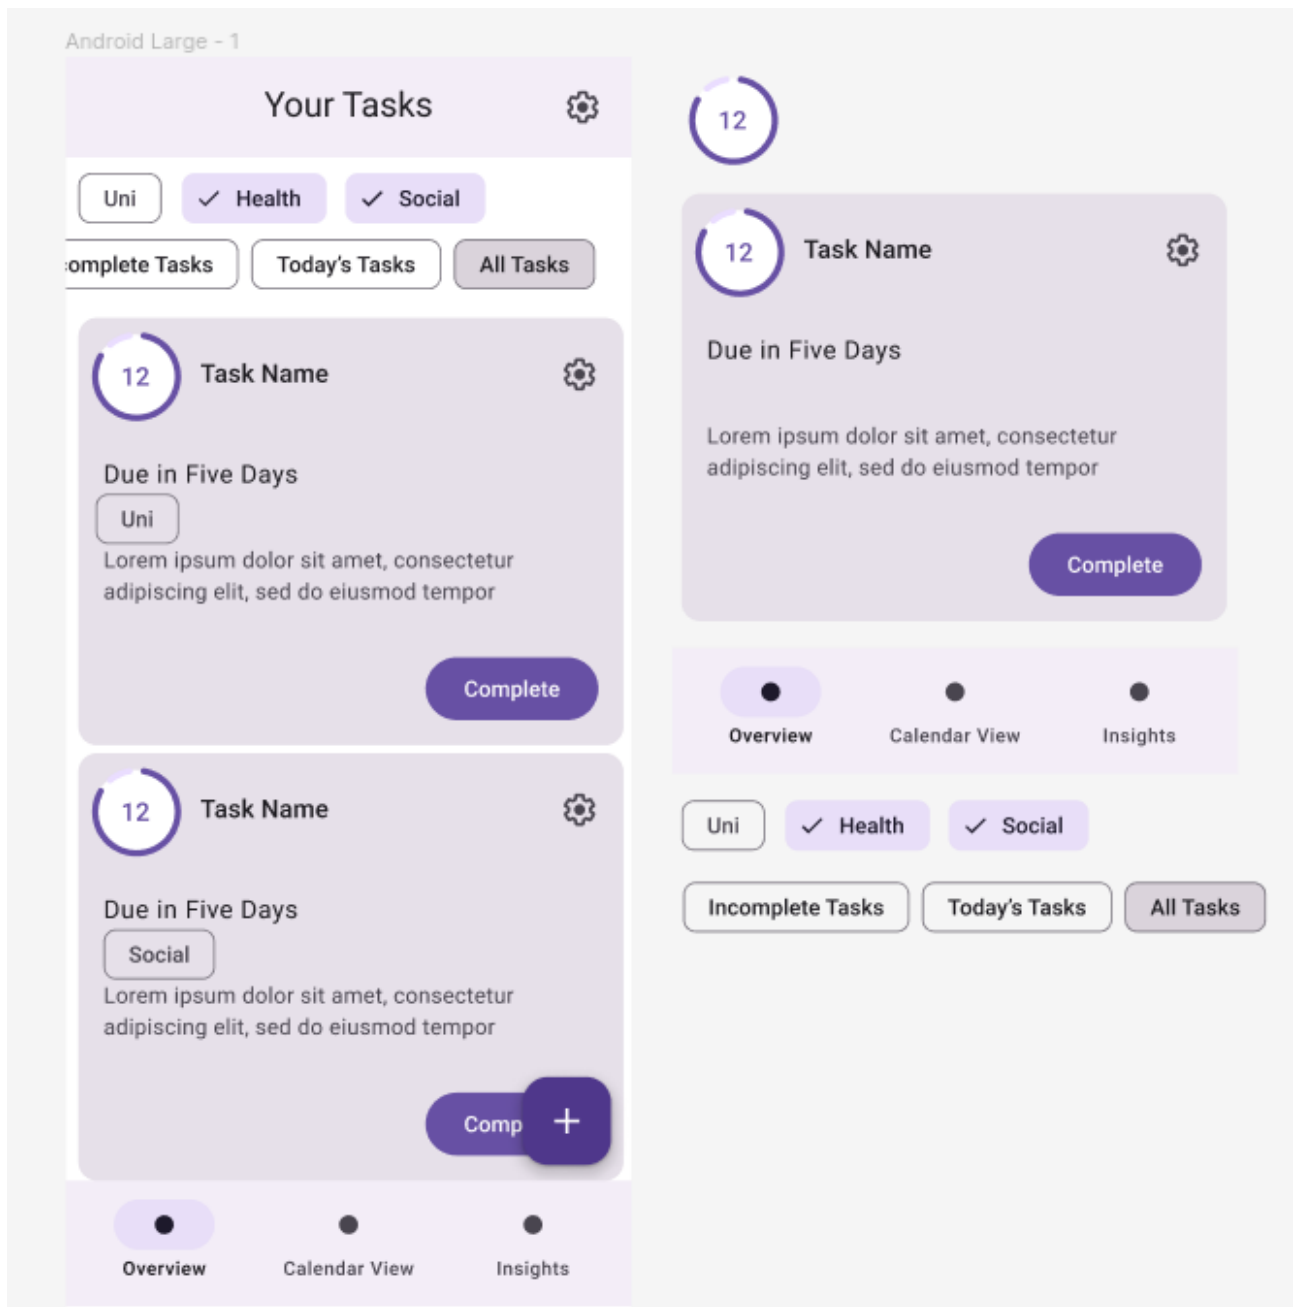 Android Large - 1
Your Tasks
Uni
Health
Social
omplete Tasks
Today's Tasks
All Tasks
12
Task Name
Due in Five Days
Uni
Lorem ipsum dolor sit amet, consectetur
adipiscing elit, sed do eiusmod tempor
Complete
12
Task Name
Due in Five Days
Social
Lorem ipsum dolor sit amet, consectetur
adipiscing elit, sed do eiusmod tempor
Comp
+
Overview
Calendar View
Insights
12
12
Task Name
Due in Five Days
Lorem ipsum dolor sit amet, consectetur
adipiscing elit, sed do eiusmod tempor
Complete
Overview
Calendar View
Insights
Uni
Health
Social
Incomplete Tasks
Today's Tasks
All Tasks